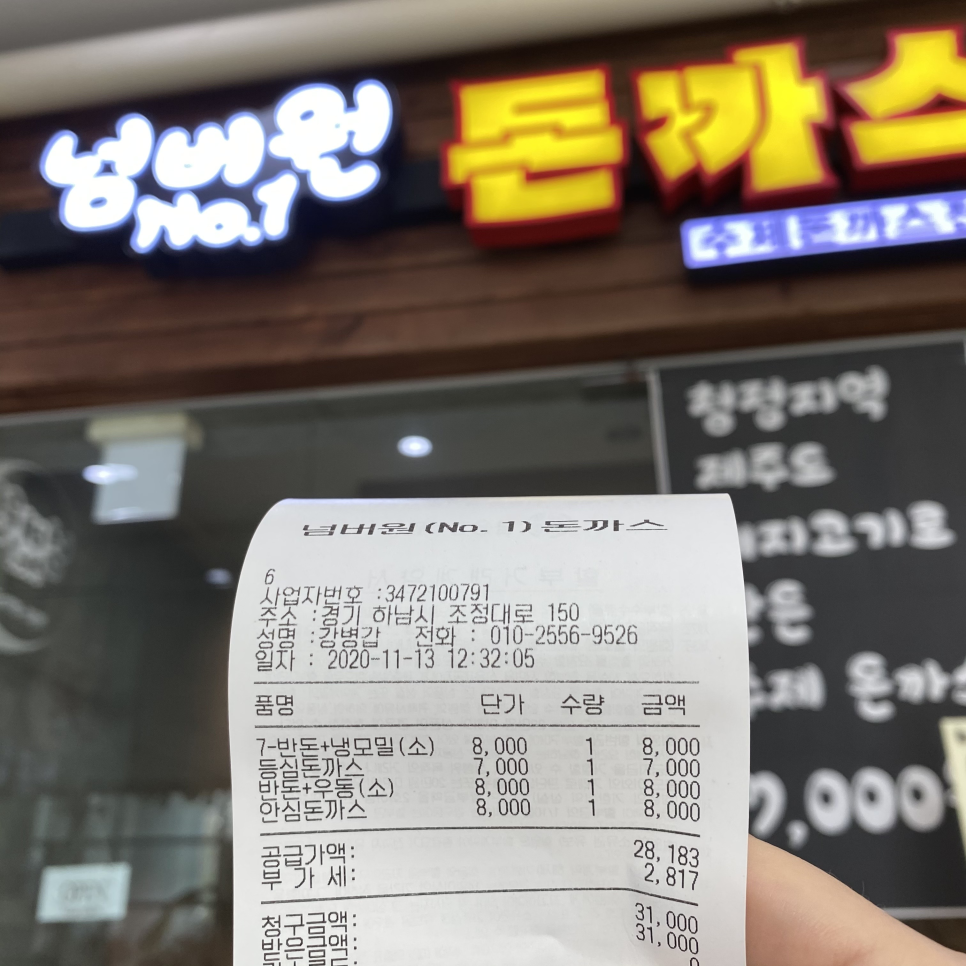 넘버원
No.1
돈까스
청정지역
제주도
돼지고기로
만든
수제 돈까스
7,000
넘버원(No. 1)돈까스
6
사업자번호 :3472100791
주소 :경기 하남시 조정대로 150
성명 :강병갑 전화 : 010-2556-9526
일자 : 2020-11-13 12:32:05
품명 단가 수량 금액
7-반돈+냉모밀(소) 8,000 1 8,000
등심돈까스 7,000 1 7,000
반돈+우동(소) 8,000 1 8,000
안심돈까스 8,000 1 8,000
공급가액: 28,183
부 가 세: 2,817
청구금액: 31,000
받은금액: 31,000